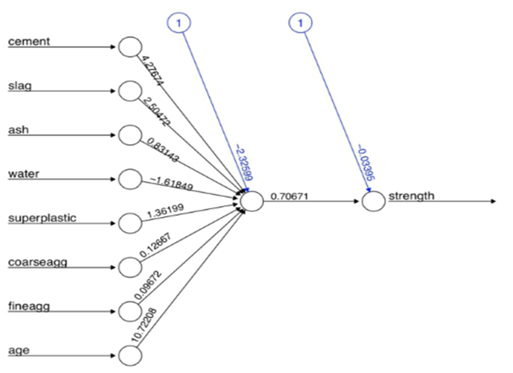 1
1
cement
4.27674
slag
2.50472
ash
0.83143
water
−1.61849
superplastic
1.36199
coarseagg
0.12667
fineagg
0.09672
age
10.72208
−2.32599
0.70671
−0.03395
strength